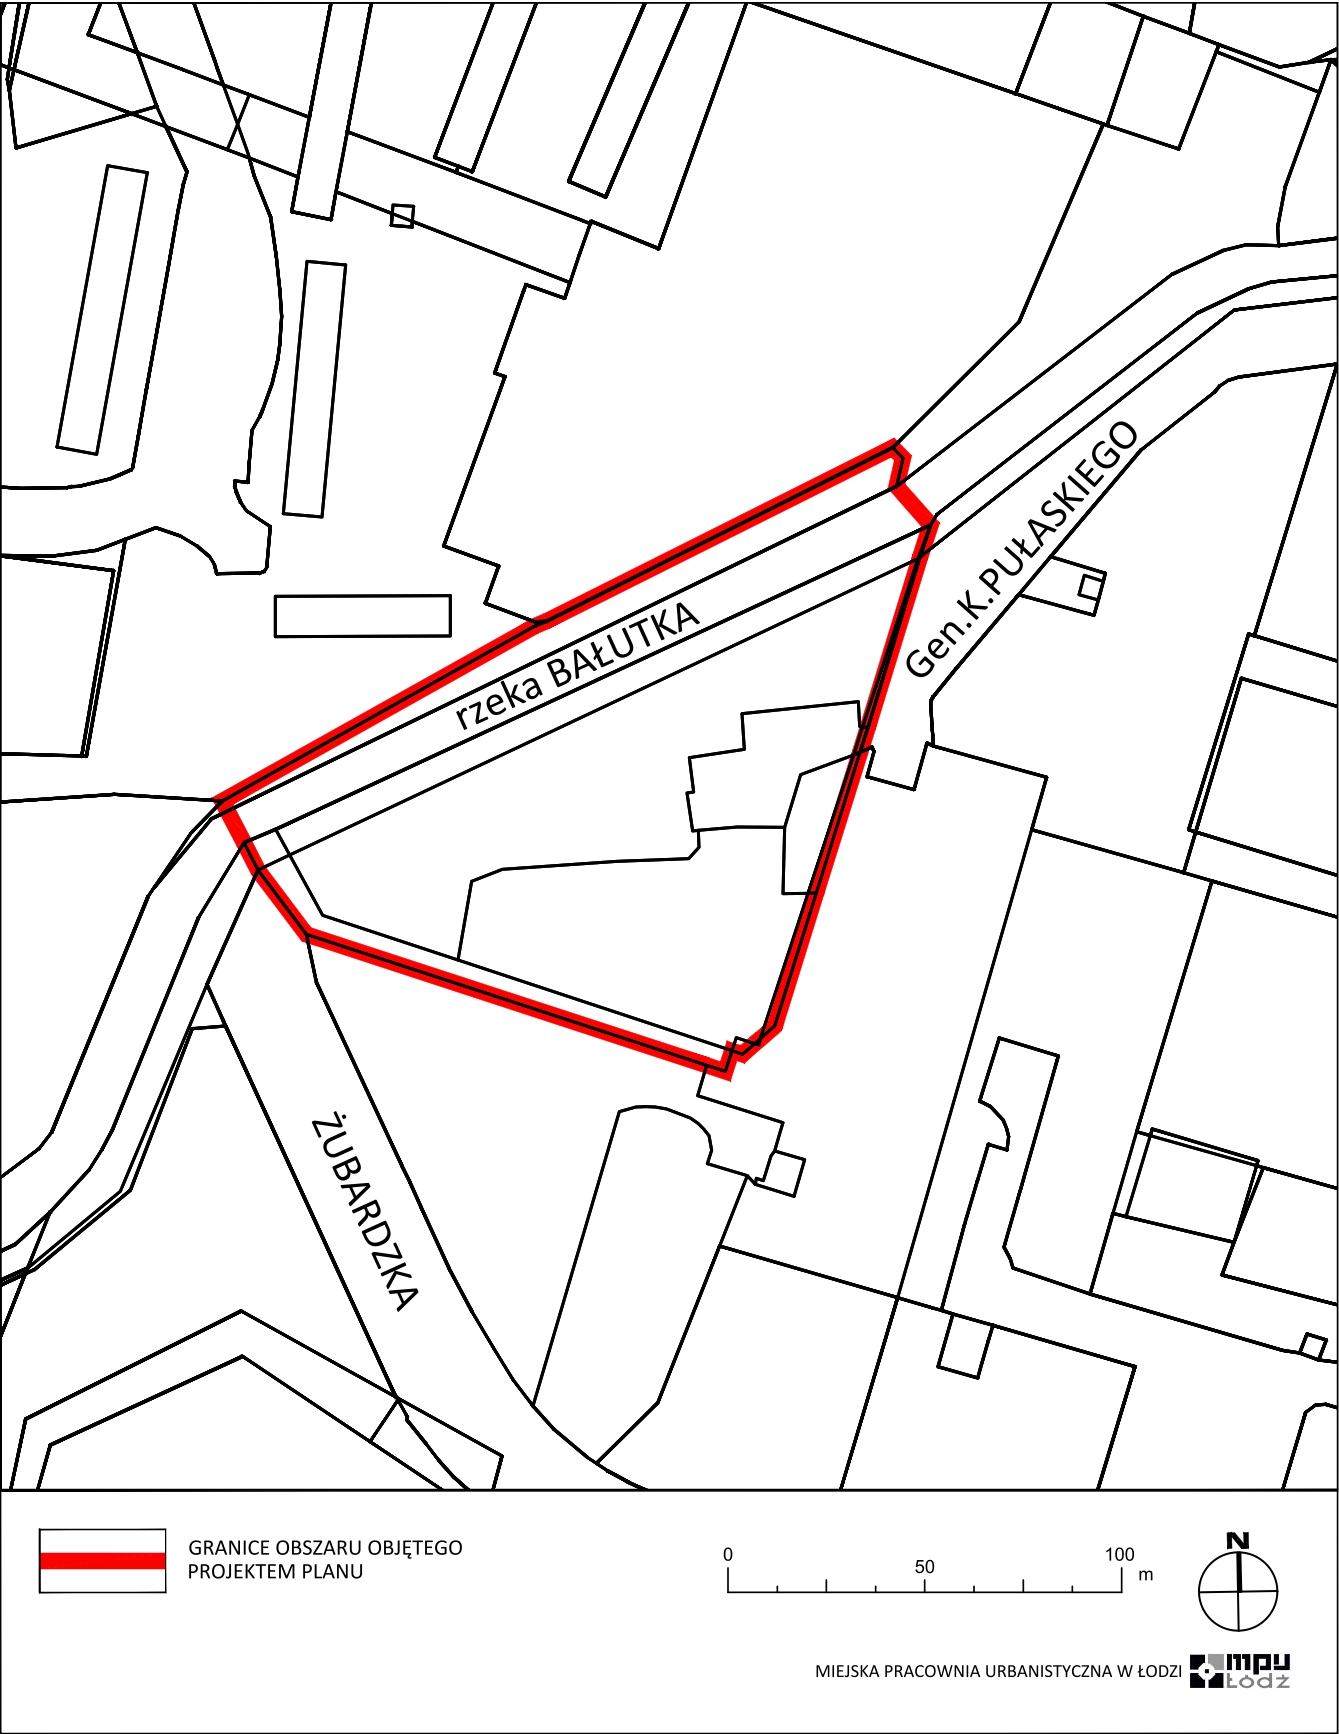 rzeka BAŁUTKA
Gen.K.PUŁASKIEGO
ŻUBARDZKA
GRANICE OBSZARU OBJĘTEGO
PROJEKTEM PLANU
0 50 100
m
N
MIEJSKA PRACOWNIA URBANISTYCZNA W ŁODZI
mpu
Łódź